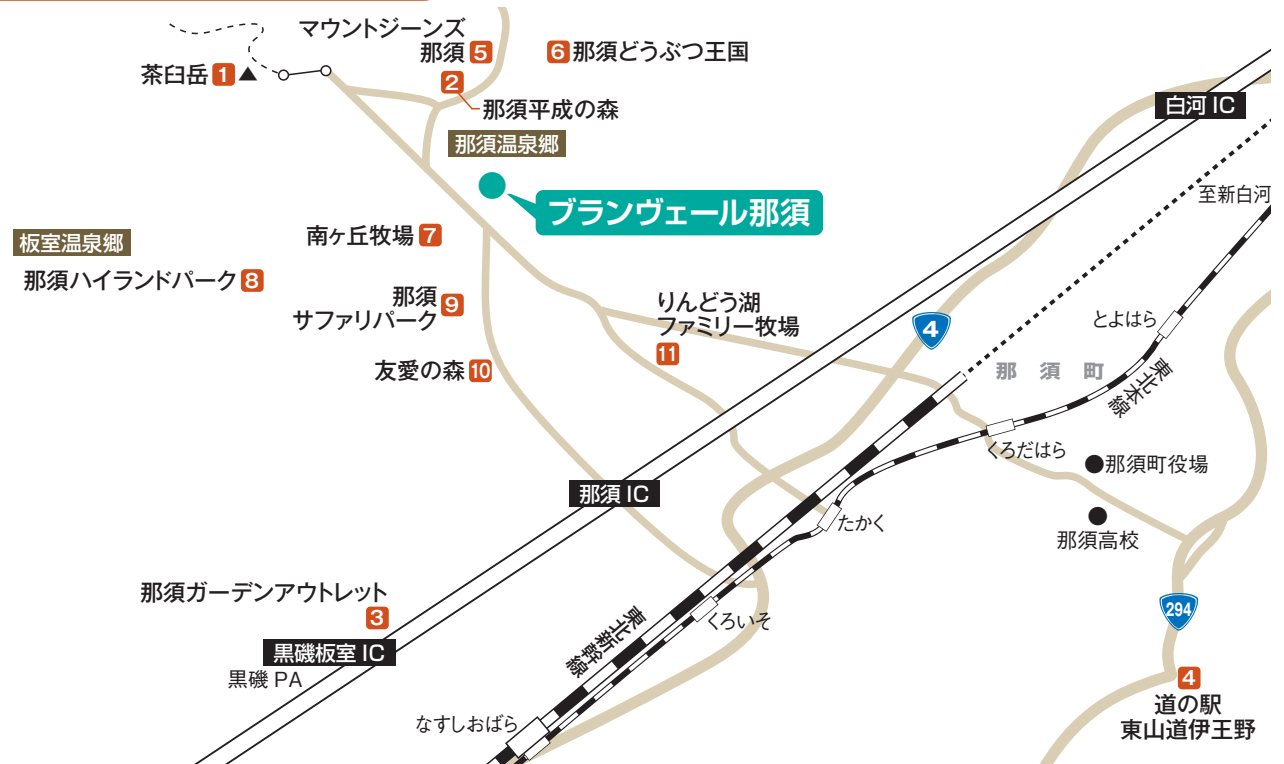 マウントジーンズ
那須 5
6 那須どうぶつ王国
茶臼岳 1
2
那須平成の森
那須温泉郷
白河 IC
至新白河
ブランヴェール那須
南ヶ丘牧場 7
板室温泉郷
那須ハイランドパーク 8
那須
サファリパーク 9
りんどう湖
ファミリー牧場
11
4
とよはら
友愛の森 10
那須町
東北本線
くろだはら
那須町役場
那須 IC
たかく
那須高校
那須ガーデンアウトレット
3
黒磯板室 IC
黒磯 PA
くろいそ
東北新幹線
294
4
道の駅
東山道伊王野
なすしおばら